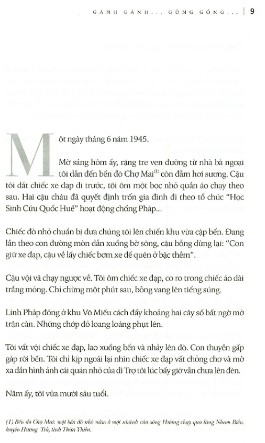 GÁNH GÁNH... GỒNG GỒNG... | 9
Một ngày tháng 6 năm 1945.
Mờ sáng hôm ấy, rặng tre ven đường từ nhà bà ngoại
tôi dẫn đến bến đò Chợ Mai(1) còn đẫm hơi sương. Cậu
tôi dắt chiếc xe đạp đi trước, tôi ôm một bọc nhỏ quần áo chạy theo
sau. Hai cậu cháu đã quyết định trốn gia đình đi theo tổ chức “Học
Sinh Cứu Quốc Huế” hoạt động chống Pháp...
Chiếc đò nhỏ chuẩn bị đưa chúng tôi lên chiến khu vừa cập bến. Đang
lần theo con đường mòn dẫn xuống bờ sông, cậu bỗng dừng lại: “Con
giữ xe đạp, cậu về lấy chiếc bơm xe để quên ở bậc thềm”.
Cậu vội vã chạy ngược về. Tôi ôm chiếc xe đạp, co ro trong chiếc áo dài
trắng mỏng. Chỉ chừng một phút sau, bỗng vang lên tiếng súng.
Lính Pháp đóng ở khu Võ Miếu cách đấy khoảng hai cây số bất ngờ mở
trận càn. Những chớp đỏ loang loáng phụt lên.
Tôi vất vội chiếc xe đạp, lao xuống bến và nhảy lên đò. Con thuyền gấp
gáp rời bến. Tôi chỉ kịp ngoái lại nhìn chiếc xe đạp vất chỏng chơ và mờ
xa dần hình ảnh cái quán nhỏ của dì Trợ tôi lúc bấy giờ vẫn chưa lên đèn.
Năm ấy, tôi vừa mười sáu tuổi.
(1) Bến đò Chợ Mai: một bến đò nhỏ nằm ở một nhánh của sông Hương chạy qua làng Nham Biều,
huyện Hương Trà, tỉnh Thừa Thiên.